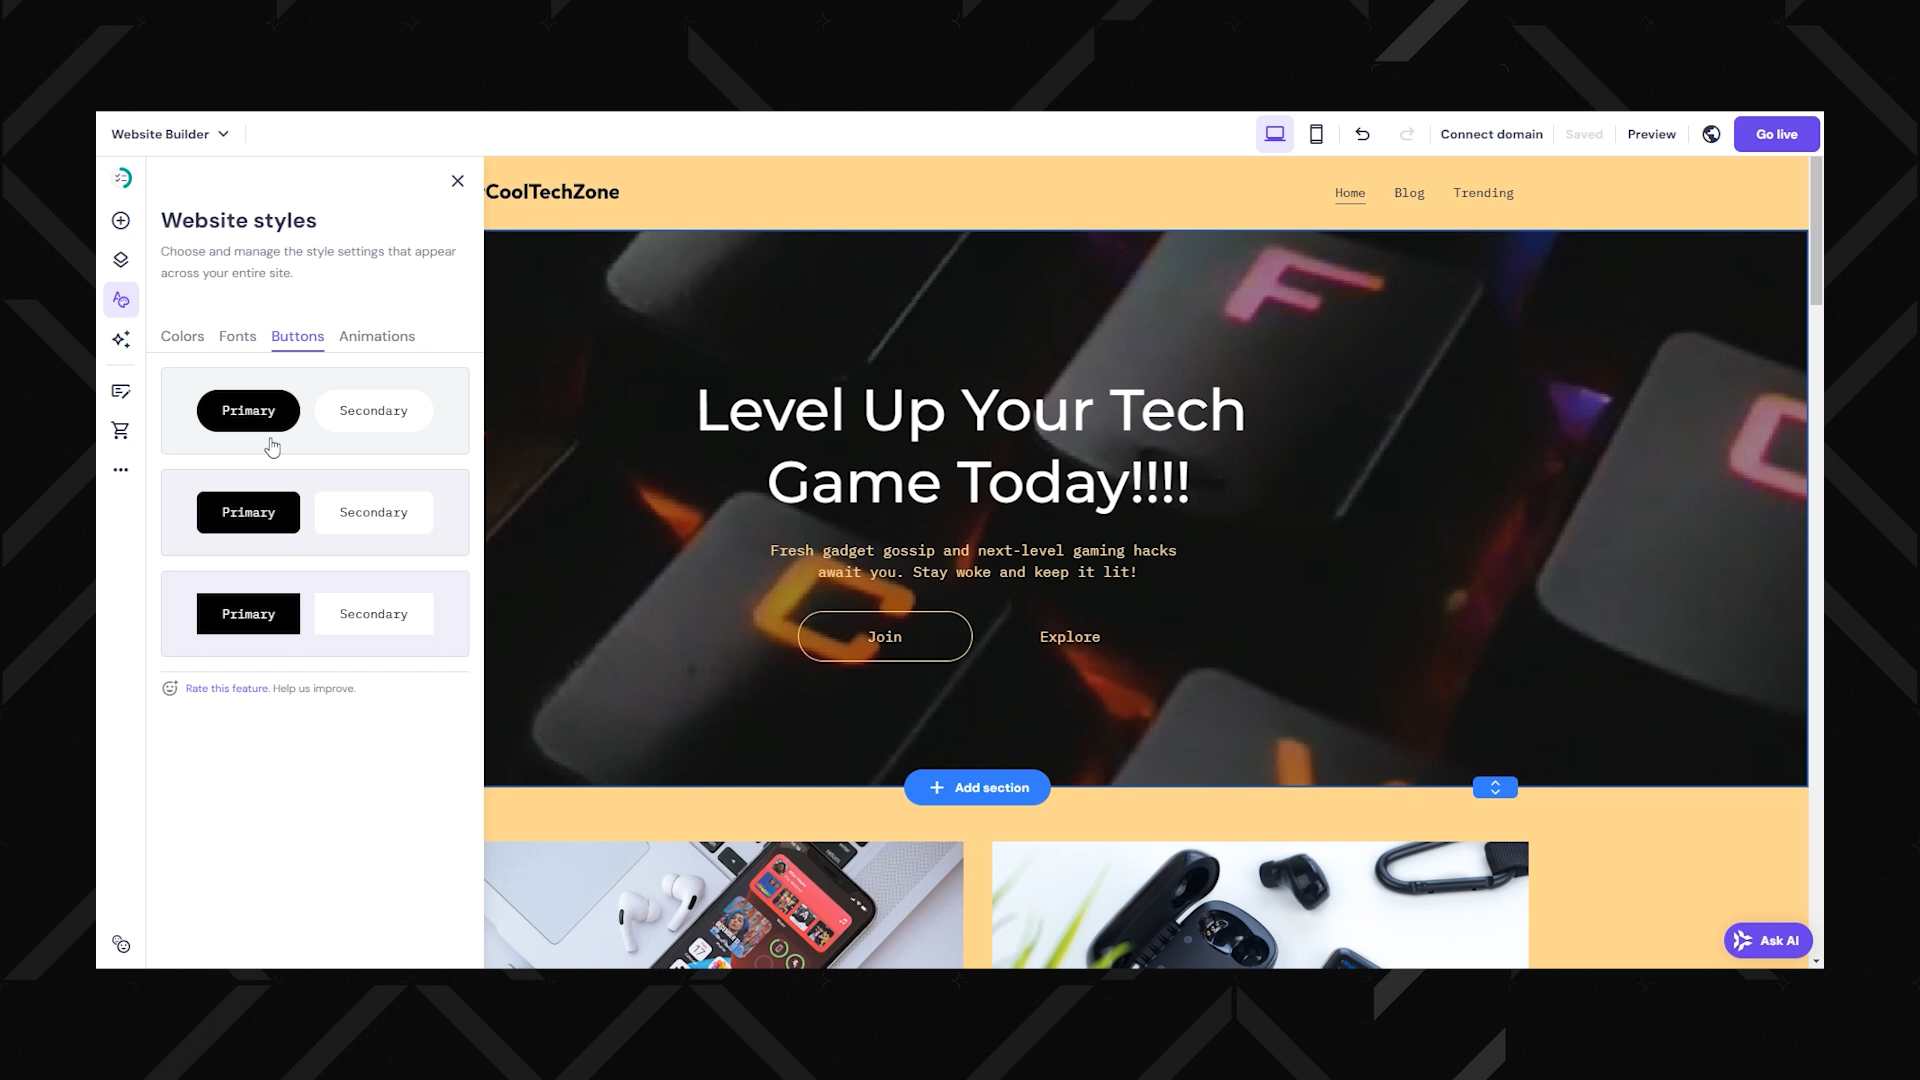 Website Builder
Connect domain
Saved
Preview
Go live
Website styles
Choose and manage the style settings that appear
across your entire site.
Colors
Fonts
Buttons
Animations
Primary
Secondary
Primary
Secondary
Primary
Secondary
Rate this feature. Help us improve.
CoolTechZone
Home
Blog
Trending
F
C
C
Level Up Your Tech
Game Today!!!!
Fresh gadget gossip and next-level gaming hacks
await you. Stay woke and keep it lit!
Join
Explore
Add section
17
Ask AI